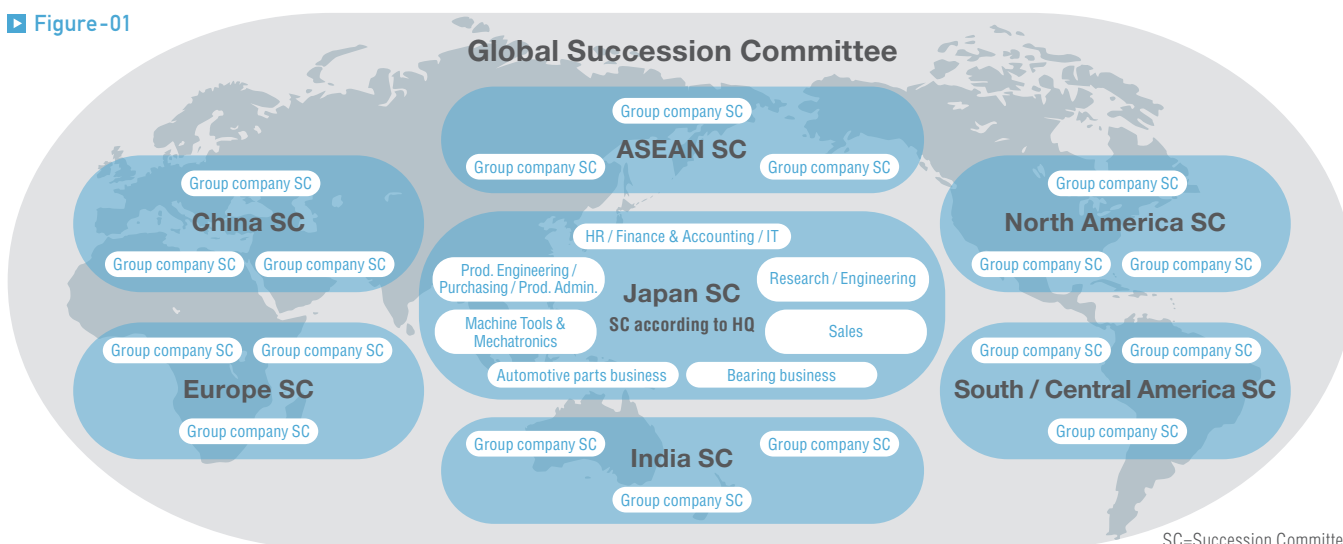 Figure-01
Global Succession Committee
Group company SC
ASEAN SC
Group company SC
Group company SC
Group company SC
China SC
Group company SC
Group company SC
HR / Finance & Accounting / IT
Prod. Engineering /
Purchasing / Prod. Admin.
Research / Engineering
Japan SC
SC according to HQ
Machine Tools &
Mechatronics
Sales
Automotive parts business
Bearing business
Group company SC
North America SC
Group company SC
Group company SC
Group company SC
Group company SC
Europe SC
Group company SC
Group company SC
Group company SC
India SC
Group company SC
Group company SC
Group company SC
South / Central America SC
Group company SC
SC=Succession Committe